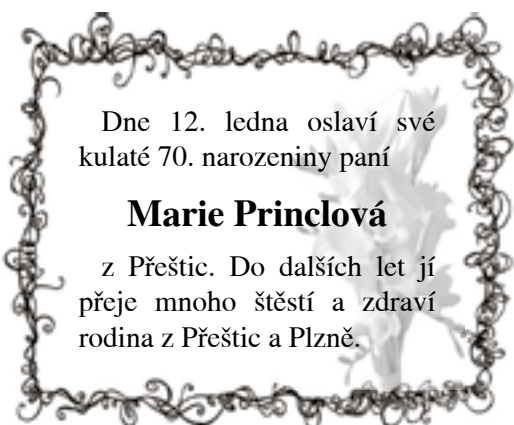 Dne 12. ledna oslaví své
kulaté 70. narozeniny paní
Marie Princlová
z Přeštic. Do dalších let jí
přeje mnoho štěstí a zdraví
rodina z Přeštic a Plzně.